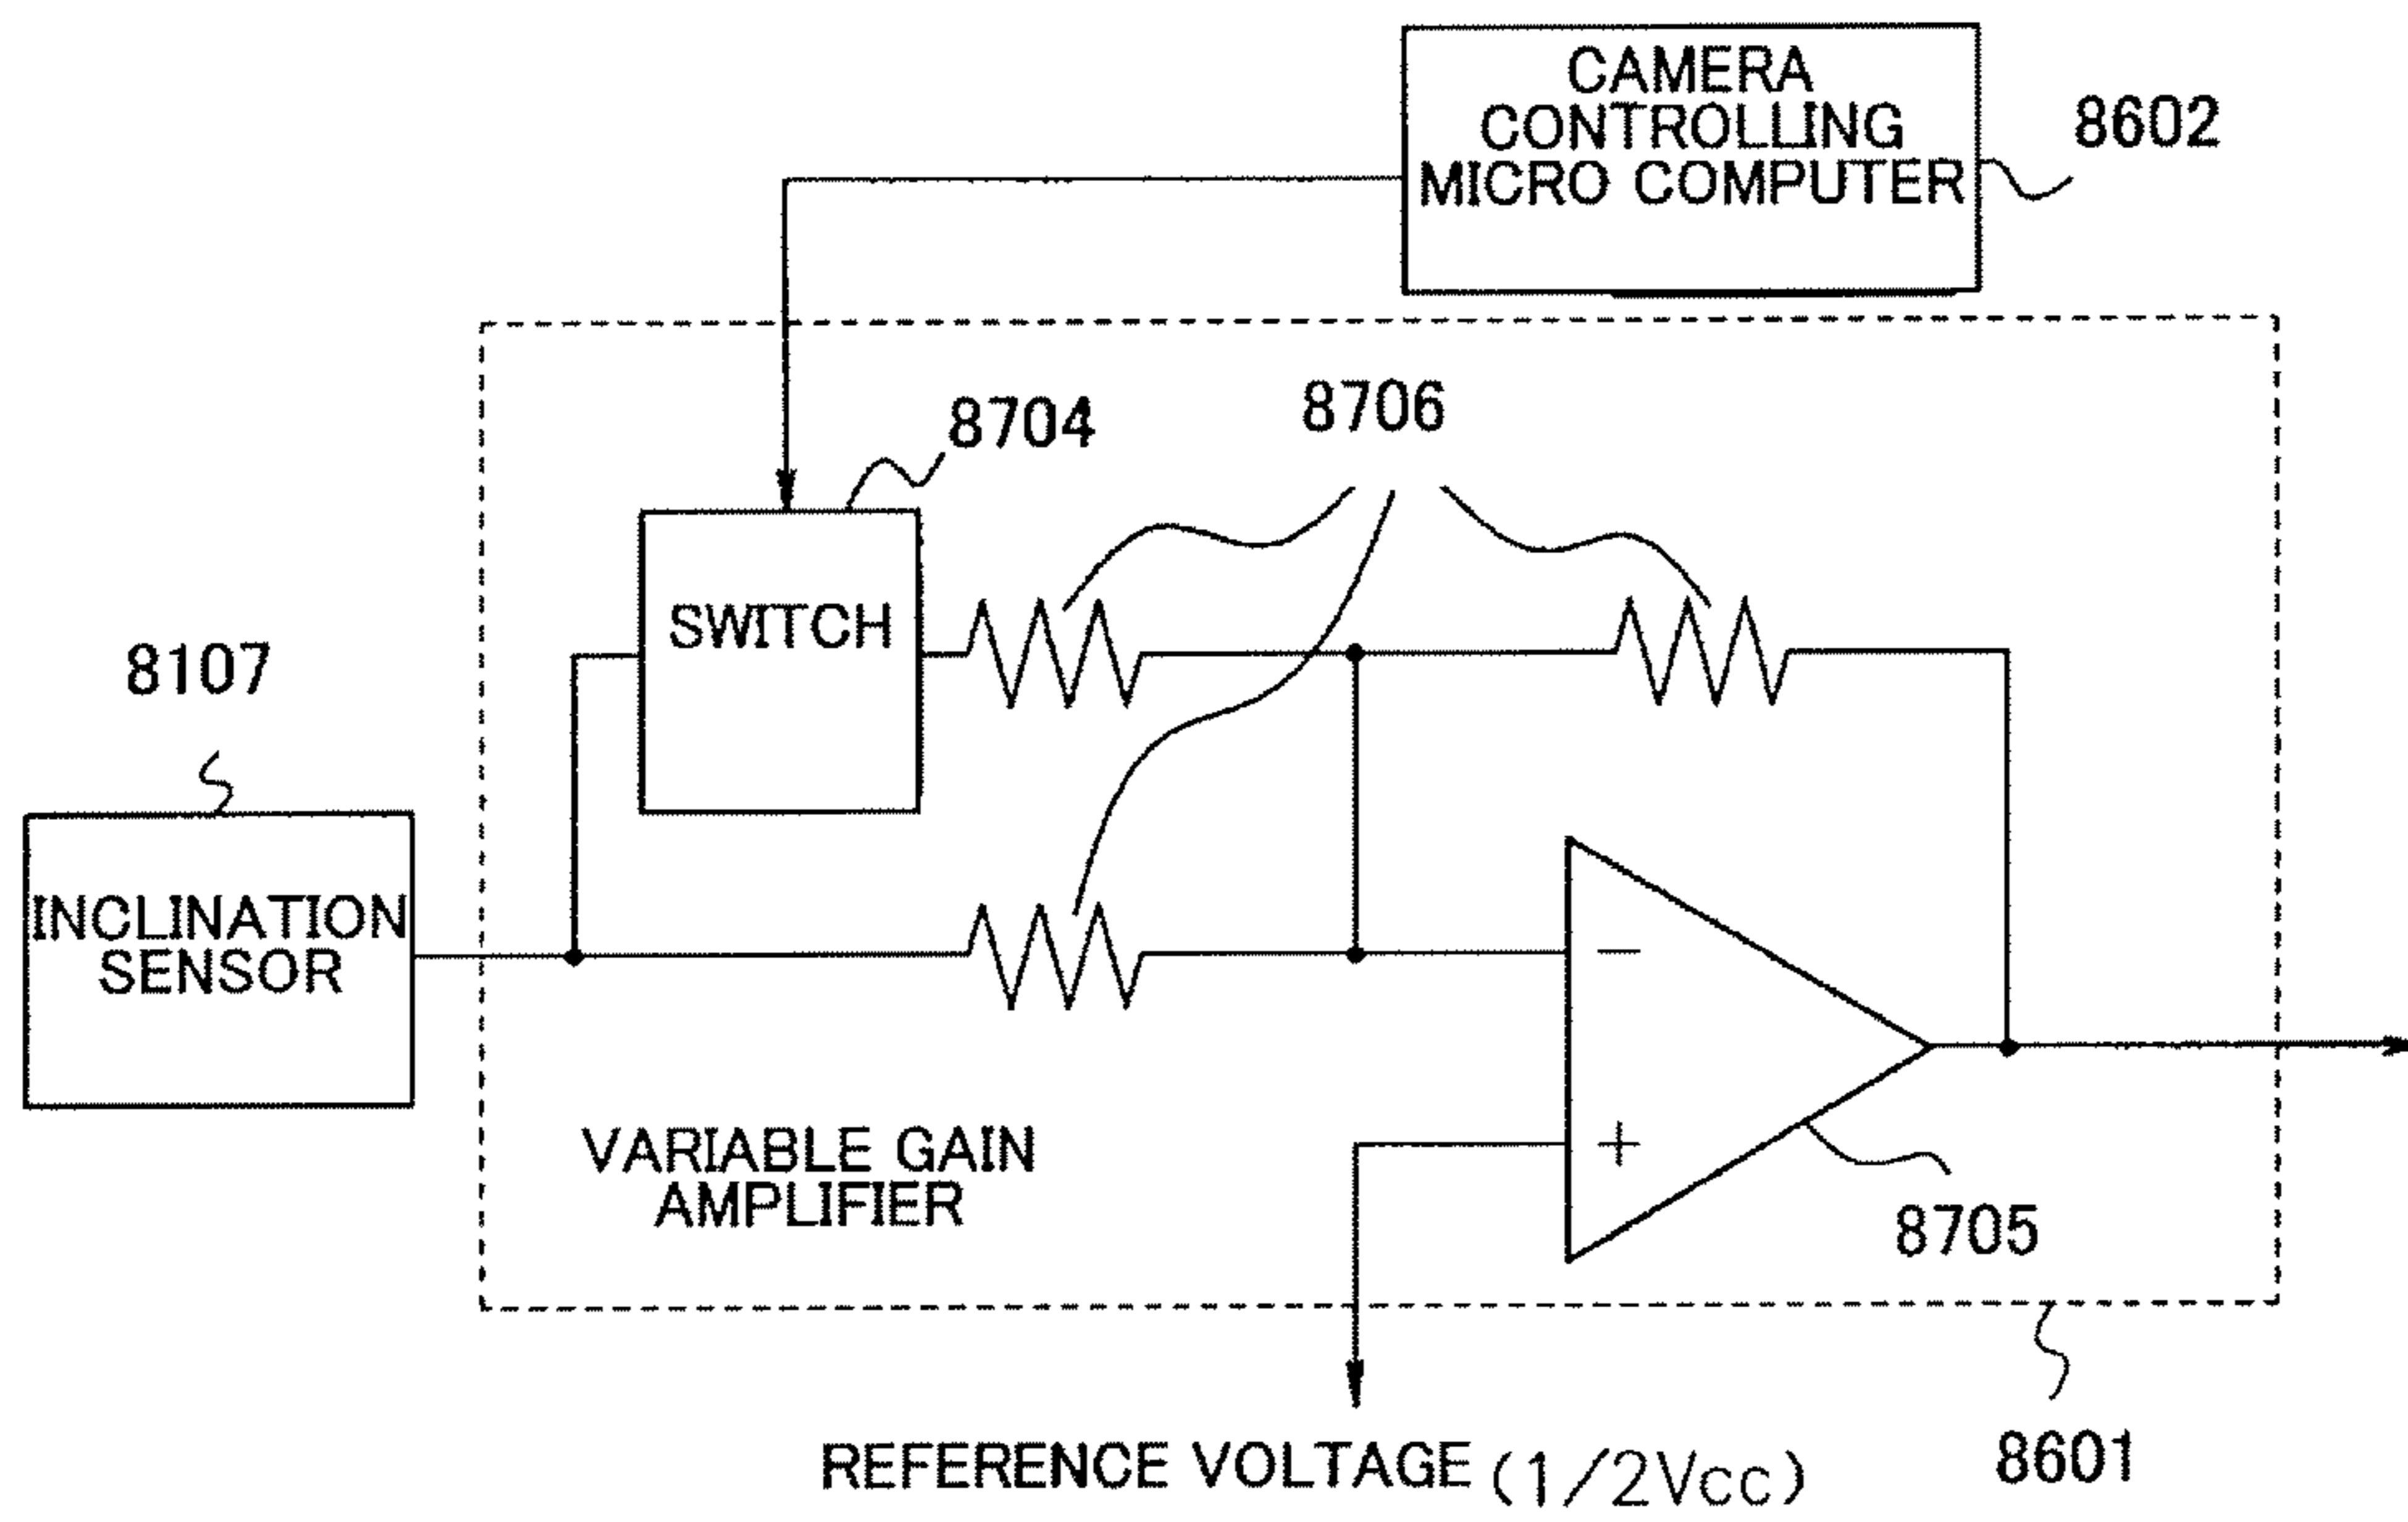 CAMERA
CONTROLLING
MICRO COMPUTER
8602
8704
8706
SWITCH
8107
INCLINATION
SENSOR
−
+
VARIABLE GAIN
AMPLIFIER
8705
REFERENCE VOLTAGE (1/2Vcc)
8601